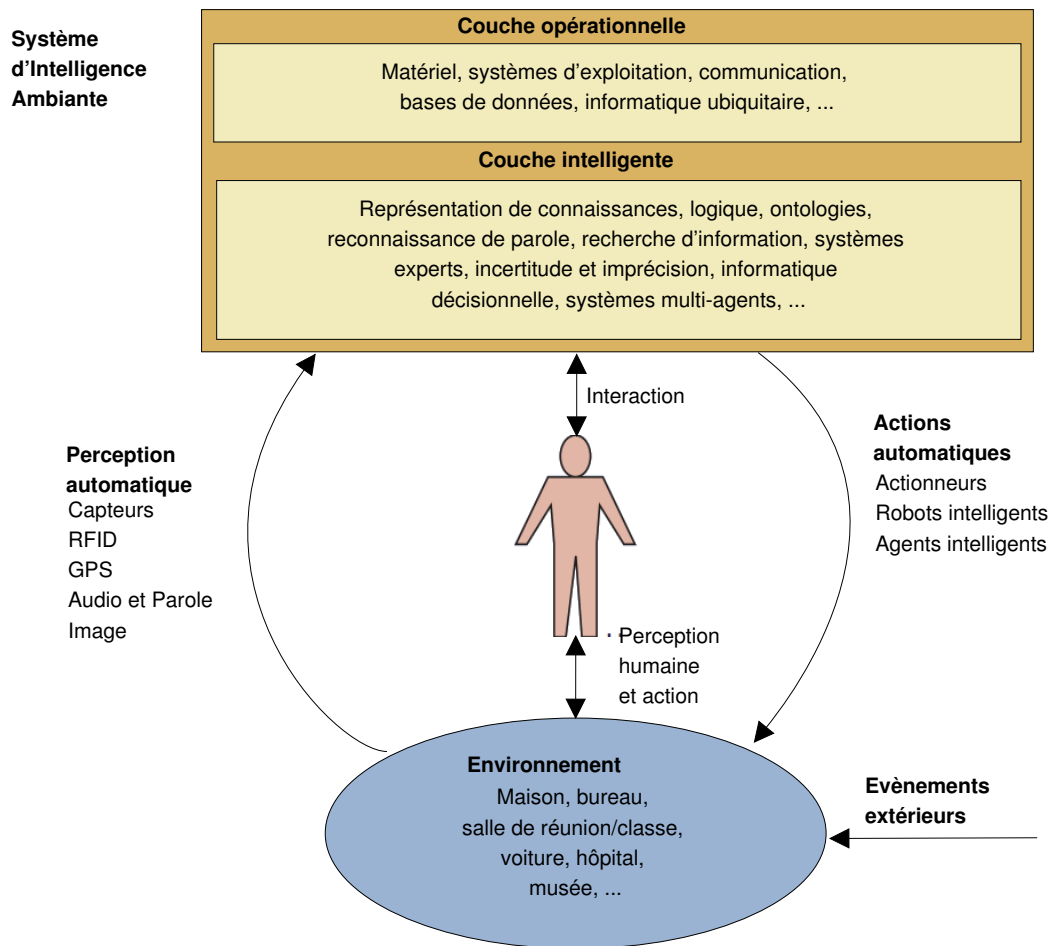 Système
d'Intelligence
Ambiante
Couche opérationnelle
Matériel, systèmes d'exploitation, communication,
bases de données, informatique ubiquitaire, ...
Couche intelligente
Représentation de connaissances, logique, ontologies,
reconnaissance de parole, recherche d'information, systèmes
experts, incertitude et imprécision, informatique
décisionnelle, systèmes multi-agents, ...
Interaction
Perception
automatique
Capteurs
RFID
GPS
Audio et Parole
Image
Actions
automatiques
Actionneurs
Robots intelligents
Agents intelligents
Perception
humaine
et action
Environnement
Maison, bureau,
salle de réunion/classe,
voiture, hôpital,
musée, ...
Evènements
extérieurs